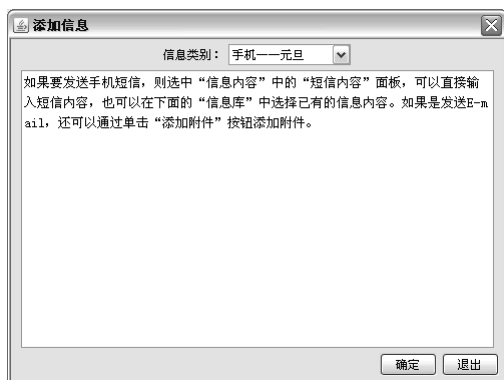 添加信息
信息类别： 手机——元旦
如果要发送手机短信，则选中“信息内容”中的“短信内容”面板，可以直接输
入短信内容，也可以在下面的“信息库”中选择已有的信息内容。如果是发送E-m
ail，还可以通过单击“添加附件”按钮添加附件。
确定 退出